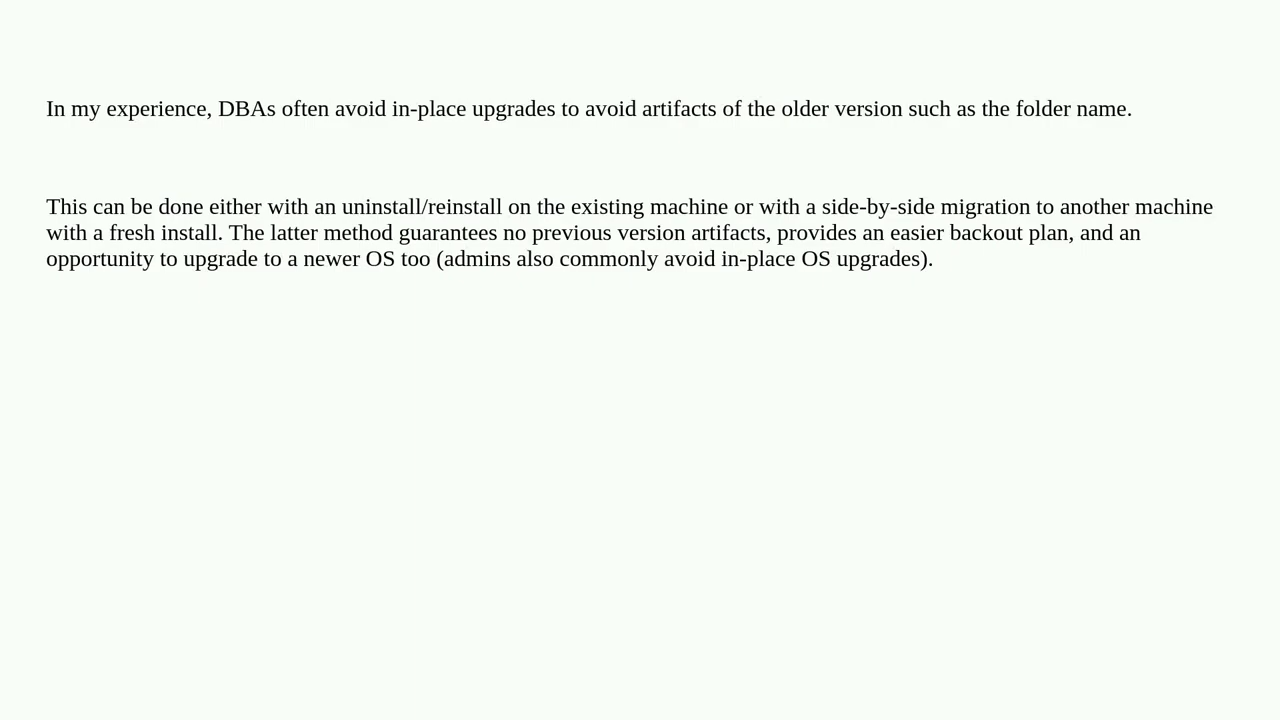 In my experience, DBAs often avoid in-place upgrades to avoid artifacts of the older version such as the folder name.
This can be done either with an uninstall/reinstall on the existing machine or with a side-by-side migration to another machine
with a fresh install. The latter method guarantees no previous version artifacts, provides an easier backout plan, and an
opportunity to upgrade to a newer OS too (admins also commonly avoid in-place OS upgrades).